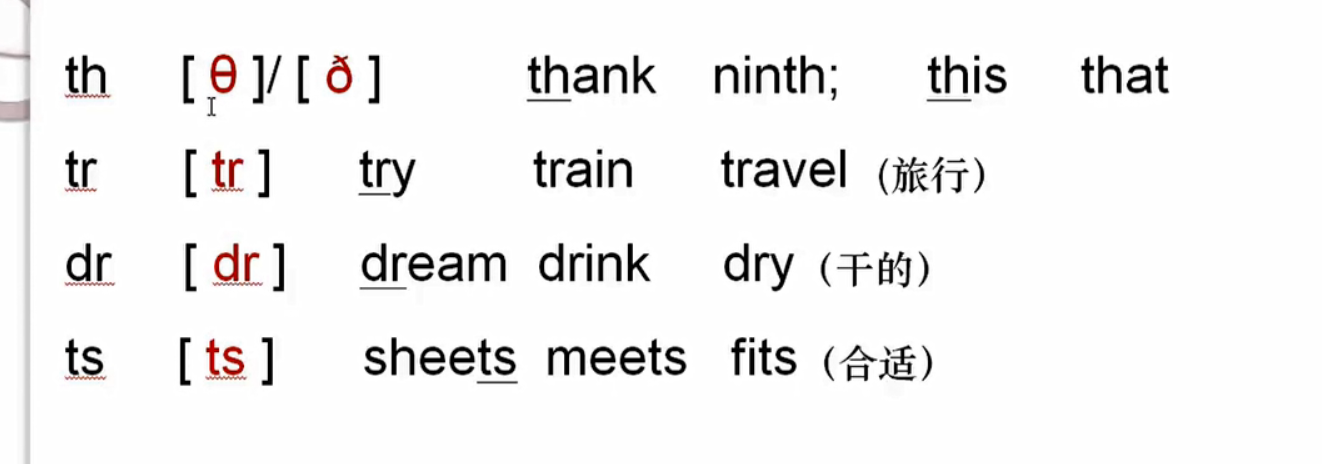 th [ θ ]/ [ ð ] thank ninth; this that
tr [ tr ] try train travel (旅行)
dr [ dr ] dream drink dry (干的)
ts [ ts ] sheets meets fits (合适)